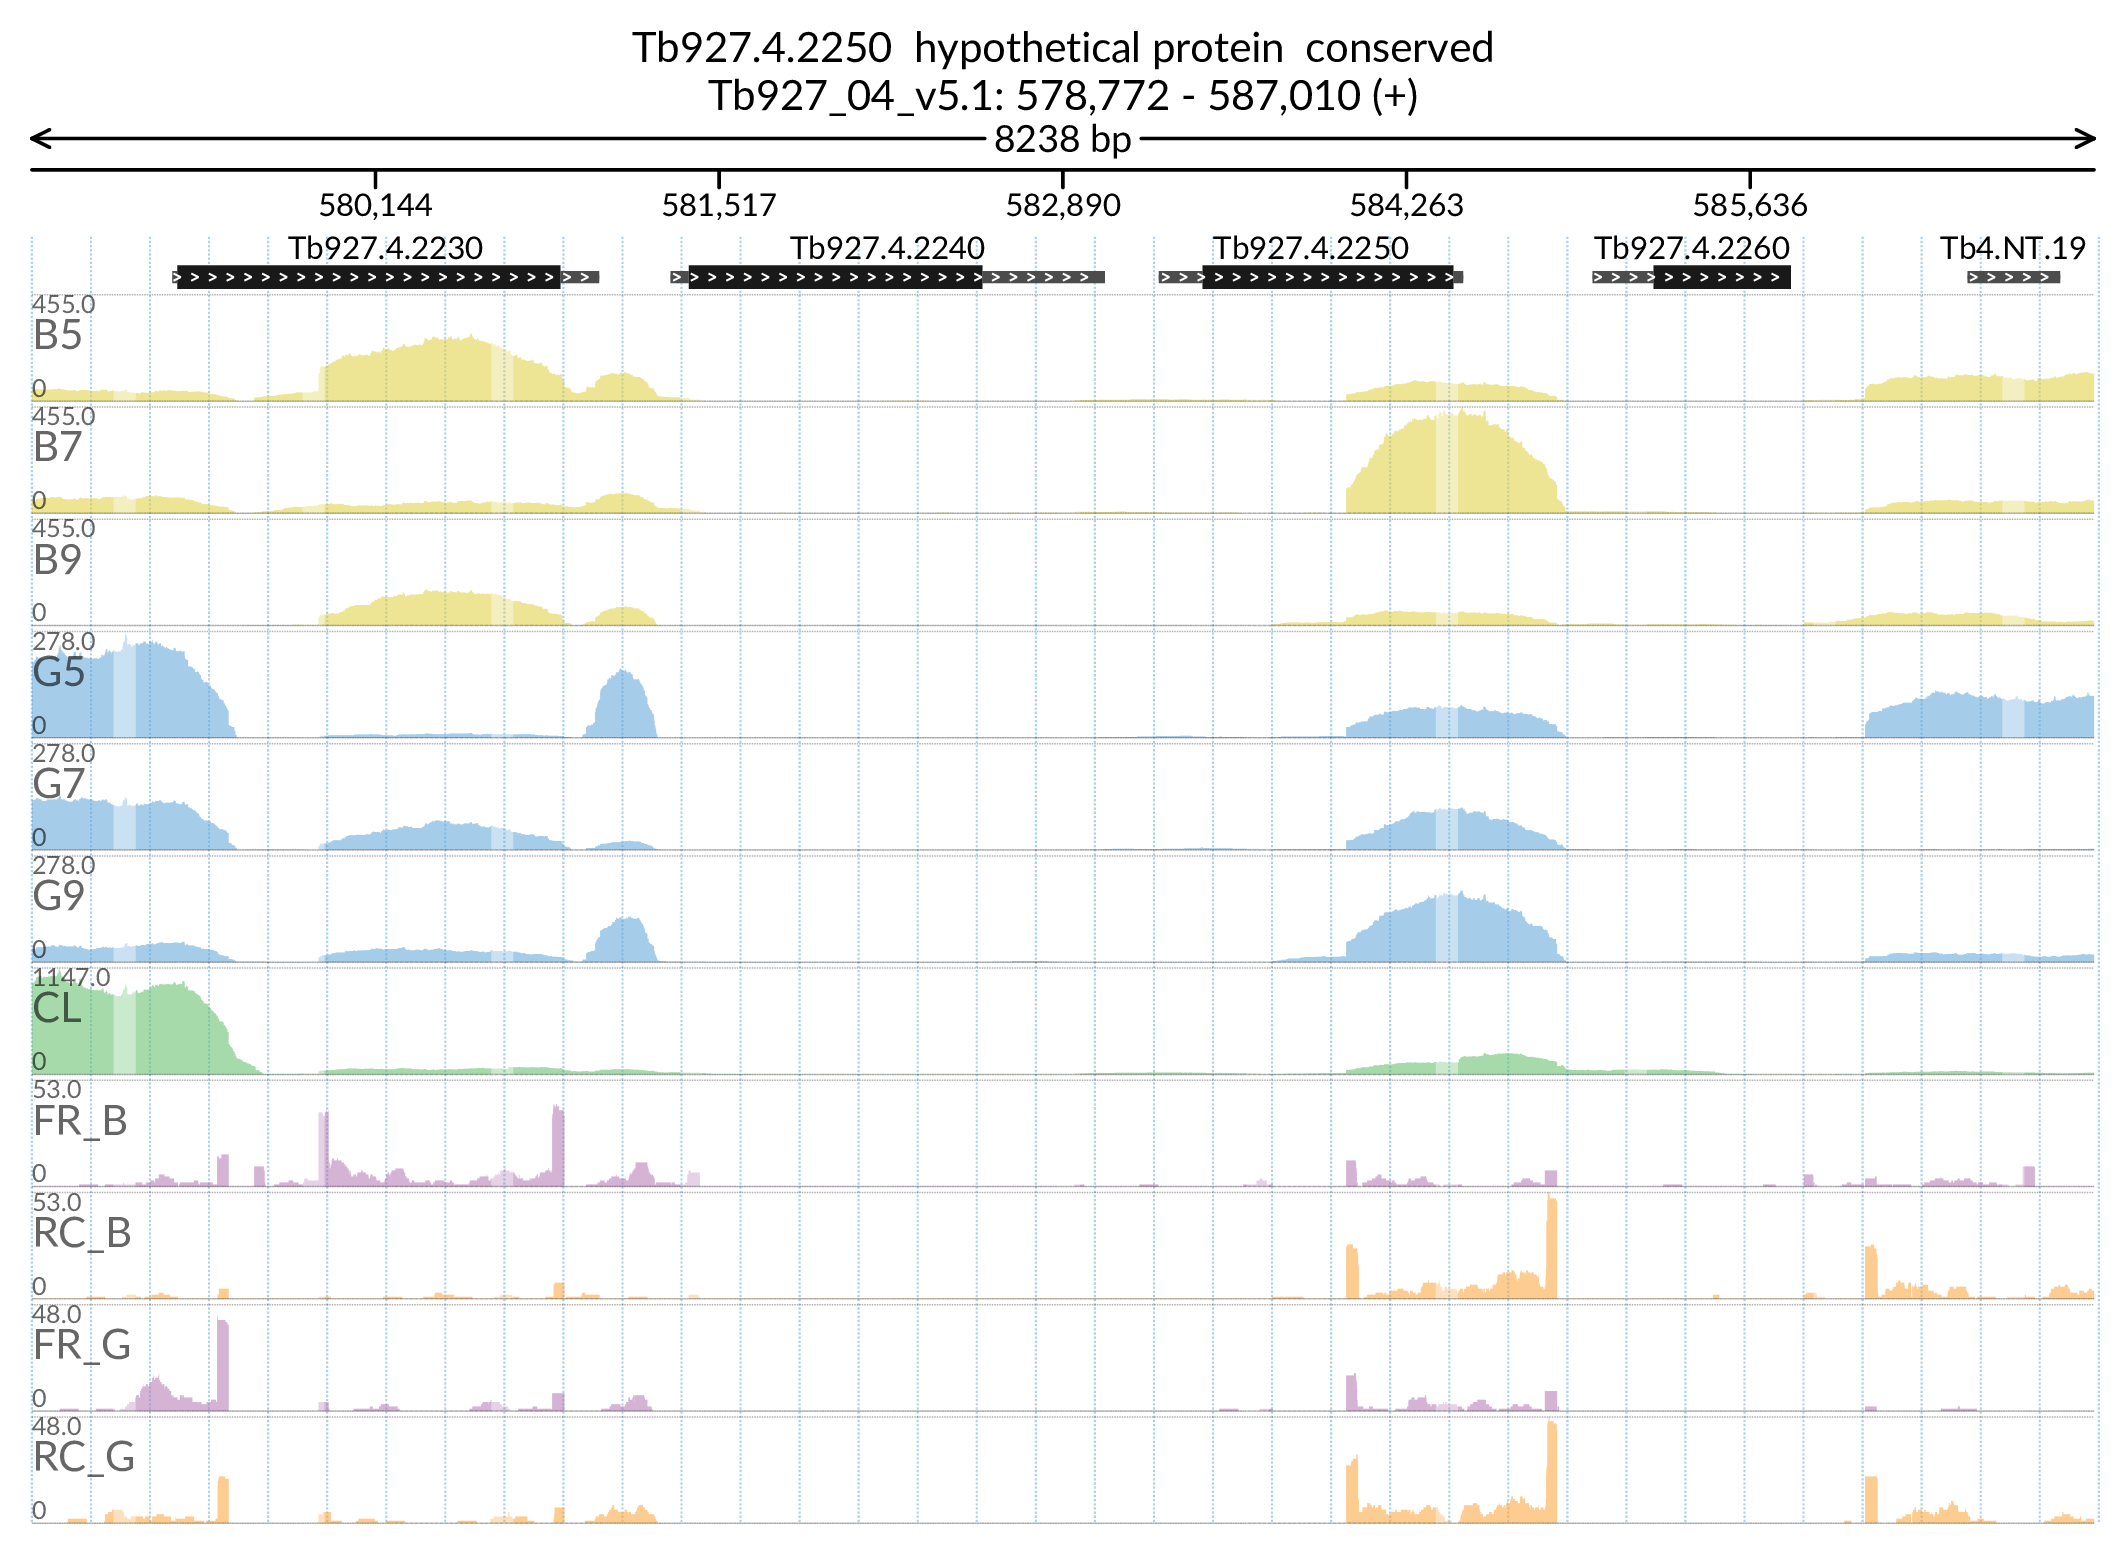 Tb927.4.2250  hypothetical protein  conserved
Tb927_04_v5.1: 578,772 - 587,010 (+)
8238 bp
580,144 581,517 582,890 584,263 585,636
Tb927.4.2230 Tb927.4.2240 Tb927.4.2250 Tb927.4.2260 Tb4.NT.19
455.0
B5
0
455.0
B7
0
455.0
B9
0
278.0
G5
0
278.0
G7
0
278.0
G9
0
1147.0
CL
0
53.0
FR_B
0
53.0
RC_B
0
48.0
FR_G
0
48.0
RC_G
0